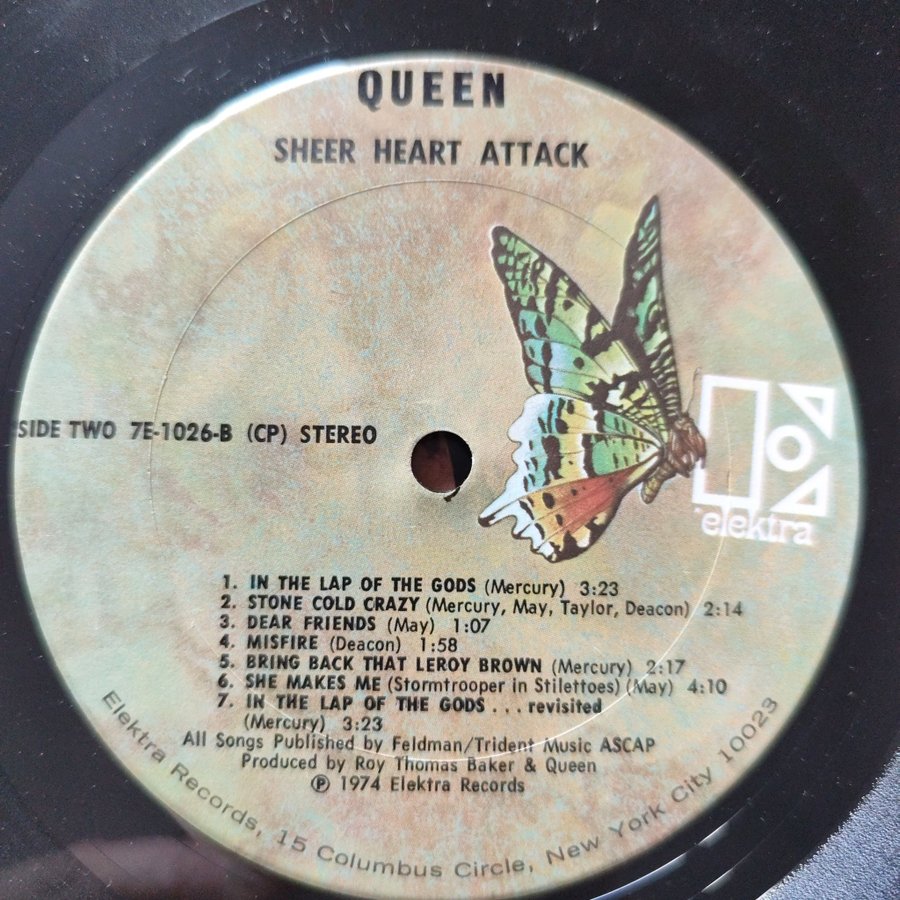 QUEEN
SHEER HEART ATTACK
SIDE TWO 7E-1026-B (CP) STEREO
elektra
1. IN THE LAP OF THE GODS (Mercury) 3:23
2. STONE COLD CRAZY (Mercury, May, Taylor, Deacon) 2:14
3. DEAR FRIENDS (May) 1:07
4. MISFIRE (Deacon) 1:58
5. BRING BACK THAT LEROY BROWN (Mercury) 2:17
6. SHE MAKES ME (Stormtrooper in Stilettoes) (May) 4:10
7. IN THE LAP OF THE GODS . . . revisited
(Mercury) 3:23
All Songs Published by Feldman/Trident Music ASCAP
Produced by Roy Thomas Baker & Queen
℗ 1974 Elektra Records
Elektra Records, 15 Columbus Circle, New York City 10023